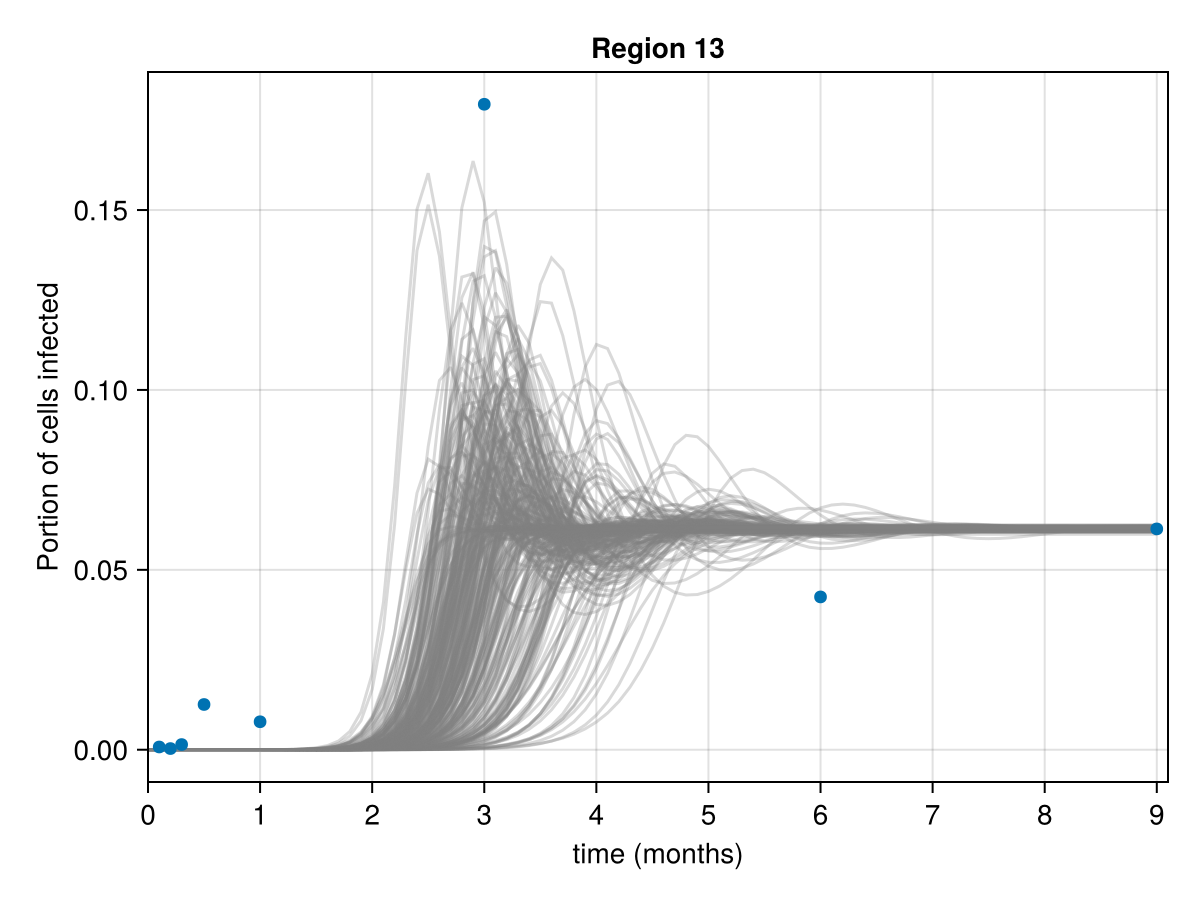 Region 13
Portion of cells infected
0.15
0.10
0.05
0.00
0 1 2 3 4 5 6 7 8 9
time (months)